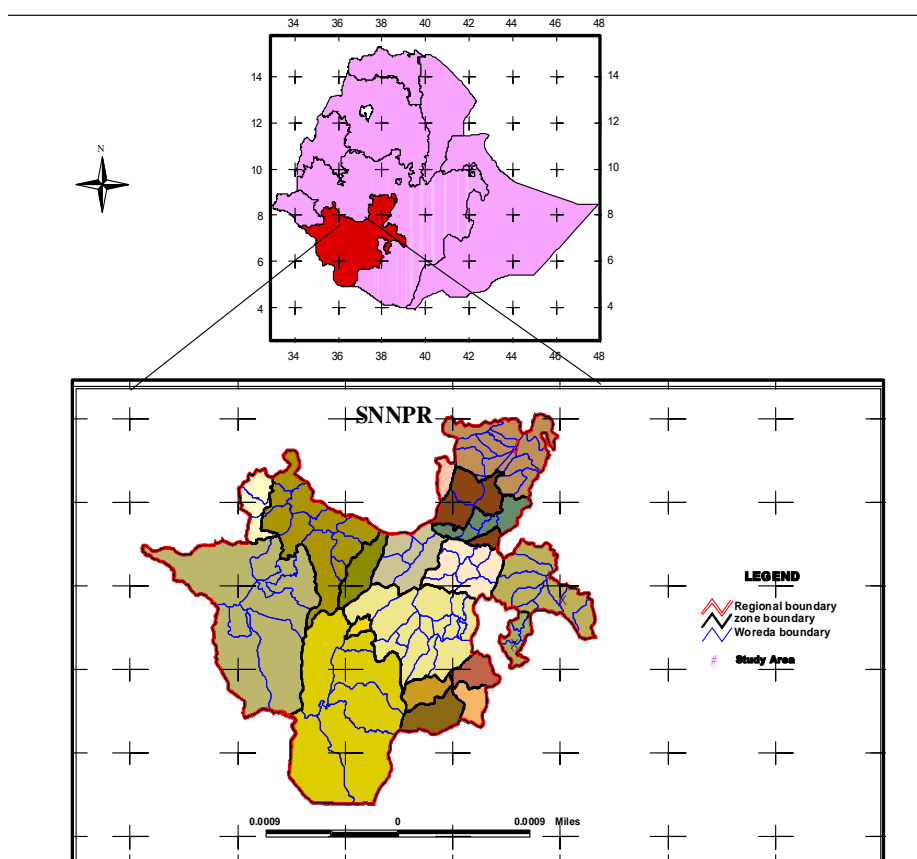 34 36 38 40 42 44 46 48
14 14
12 12
N
10 10
8 8
6 6
4 4
34 36 38 40 42 44 46 48
SNNPR
LEGEND
Regional boundary
zone boundary
Woreda boundary
# Study Area
0.0009 0 0.0009 Miles